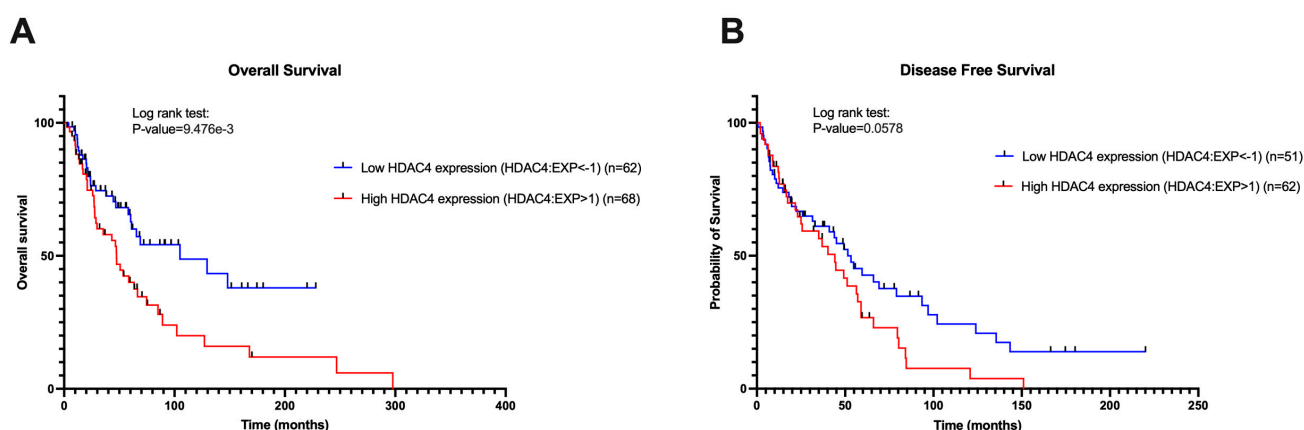 A
Overall Survival
Log rank test:
P-value=9.476e-3
Low HDAC4 expression (HDAC4:EXP<-1) (n=62)
High HDAC4 expression (HDAC4:EXP>1) (n=68)
Overall survival
100
50
0
0 100 200 300 400
Time (months)
B
Disease Free Survival
Log rank test:
P-value=0.0578
Low HDAC4 expression (HDAC4:EXP<-1) (n=51)
High HDAC4 expression (HDAC4:EXP>1) (n=62)
Probability of Survival
100
50
0
0 50 100 150 200 250
Time (months)